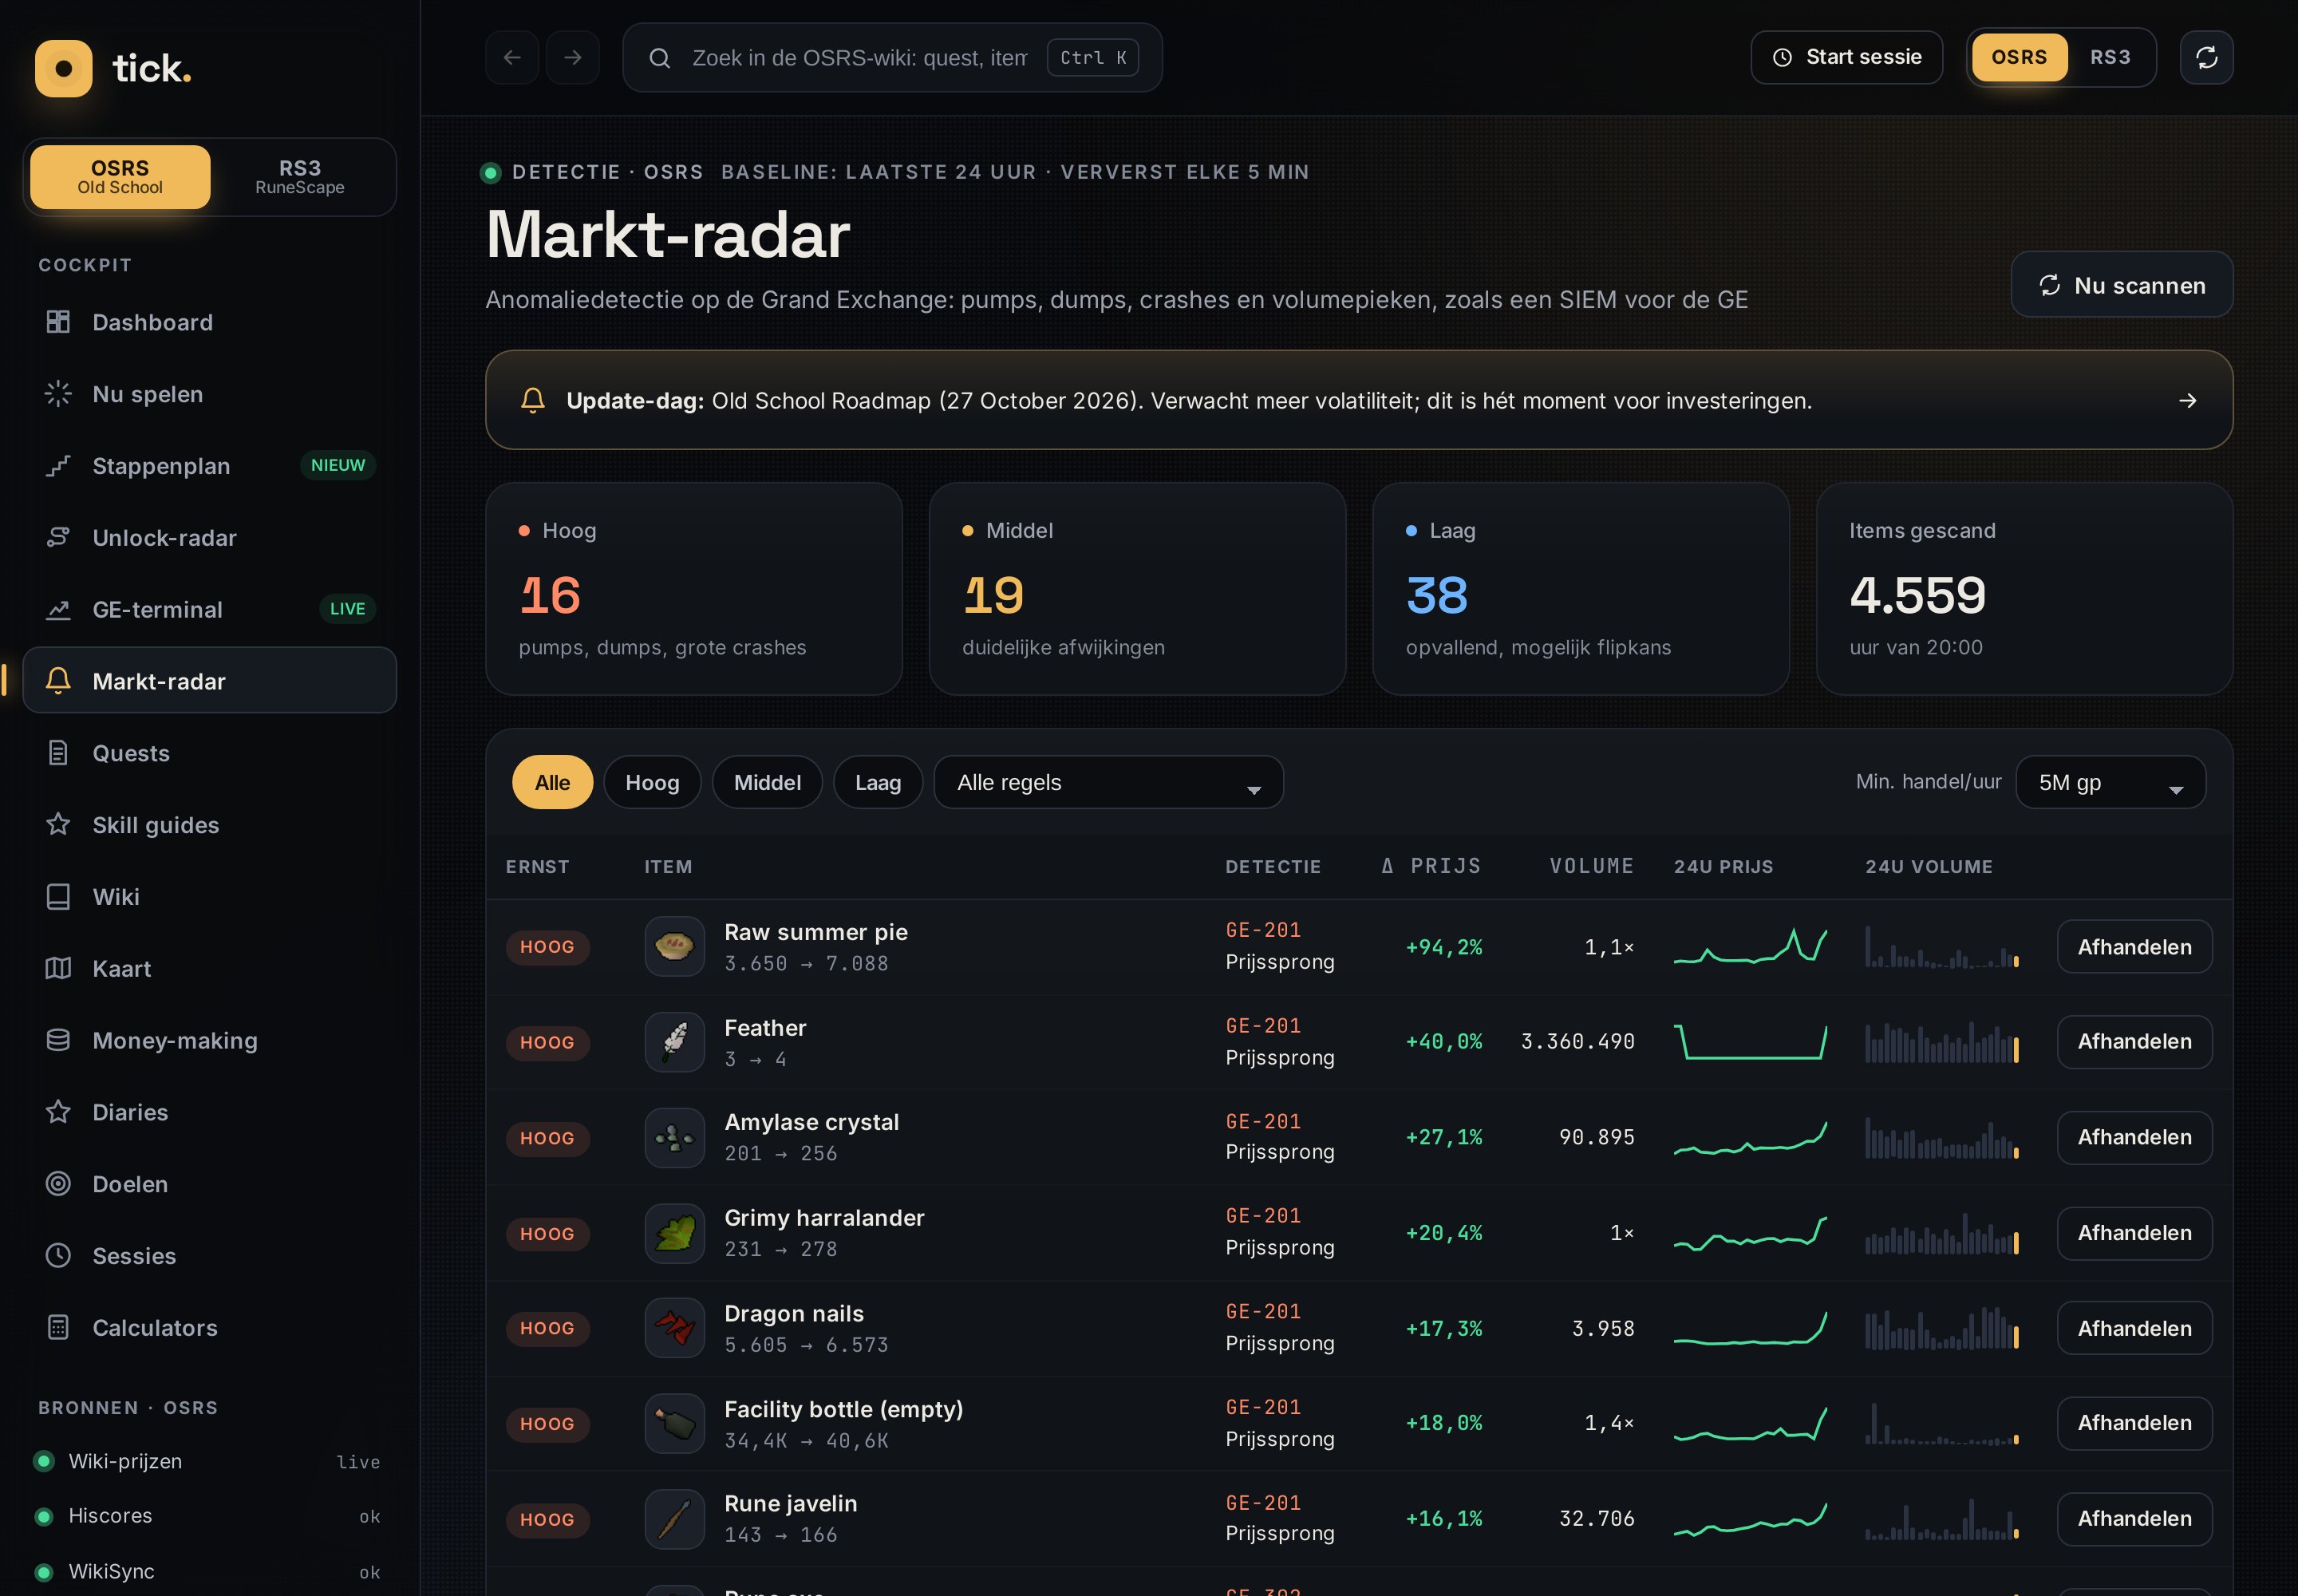 tick.
OSRS
Old School
RS3
RuneScape
COCKPIT
Dashboard
Nu spelen
Stappenplan NIEUW
Unlock-radar
GE-terminal LIVE
Markt-radar
Quests
Skill guides
Wiki
Kaart
Money-making
Diaries
Doelen
Sessies
Calculators
BRONNEN · OSRS
Wiki-prijzen live
Hiscores ok
WikiSync ok
Zoek in de OSRS-wiki: quest, item Ctrl K
Start sessie
OSRS RS3
DETECTIE · OSRS BASELINE: LAATSTE 24 UUR · VERVERST ELKE 5 MIN
Markt-radar
Anomaliedetectie op de Grand Exchange: pumps, dumps, crashes en volumepieken, zoals een SIEM voor de GE
Nu scannen
Update-dag: Old School Roadmap (27 October 2026). Verwacht meer volatiliteit; dit is hét moment voor investeringen.
Hoog
16
pumps, dumps, grote crashes
Middel
19
duidelijke afwijkingen
Laag
38
opvallend, mogelijk flipkans
Items gescand
4.559
uur van 20:00
Alle Hoog Middel Laag Alle regels Min. handel/uur 5M gp
ERNST ITEM DETECTIE Δ PRIJS VOLUME 24U PRIJS 24U VOLUME
HOOG Raw summer pie GE-201 +94,2% 1,1× Afhandelen
3.650 → 7.088 Prijssprong
HOOG Feather GE-201 +40,0% 3.360.490 Afhandelen
3 → 4 Prijssprong
HOOG Amylase crystal GE-201 +27,1% 90.895 Afhandelen
201 → 256 Prijssprong
HOOG Grimy harralander GE-201 +20,4% 1× Afhandelen
231 → 278 Prijssprong
HOOG Dragon nails GE-201 +17,3% 3.958 Afhandelen
5.605 → 6.573 Prijssprong
HOOG Facility bottle (empty) GE-201 +18,0% 1,4× Afhandelen
34,4K → 40,6K Prijssprong
HOOG Rune javelin GE-201 +16,1% 32.706 Afhandelen
143 → 166 Prijssprong